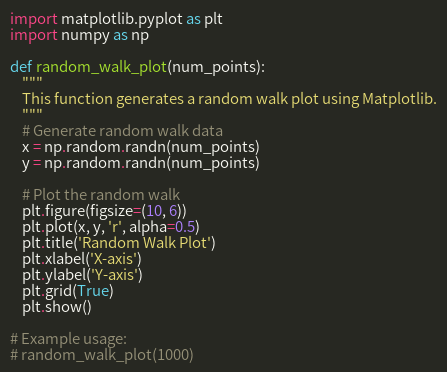 import matplotlib.pyplot as plt
import numpy as np

def random_walk_plot(num_points):
    """
    This function generates a random walk plot using Matplotlib.
    """
    # Generate random walk data
    x = np.random.randn(num_points)
    y = np.random.randn(num_points)

    # Plot the random walk
    plt.figure(figsize=(10, 6))
    plt.plot(x, y, 'r', alpha=0.5)
    plt.title('Random Walk Plot')
    plt.xlabel('X-axis')
    plt.ylabel('Y-axis')
    plt.grid(True)
    plt.show()

# Example usage:
# random_walk_plot(1000)